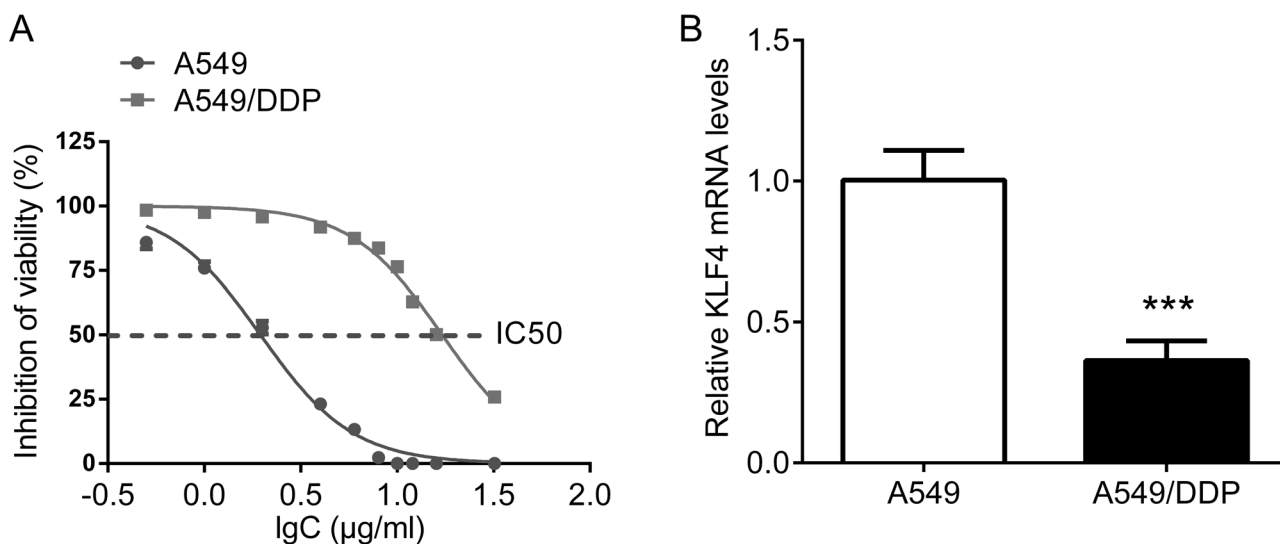 A
A549
A549/DDP
Inhibition of viability (%)
125
100
75
50
25
0
IC50
-0.5
0.0
0.5
1.0
1.5
2.0
lgC (μg/ml)
B
Relative KLF4 mRNA levels
1.5
1.0
0.5
0.0
***
A549
A549/DDP